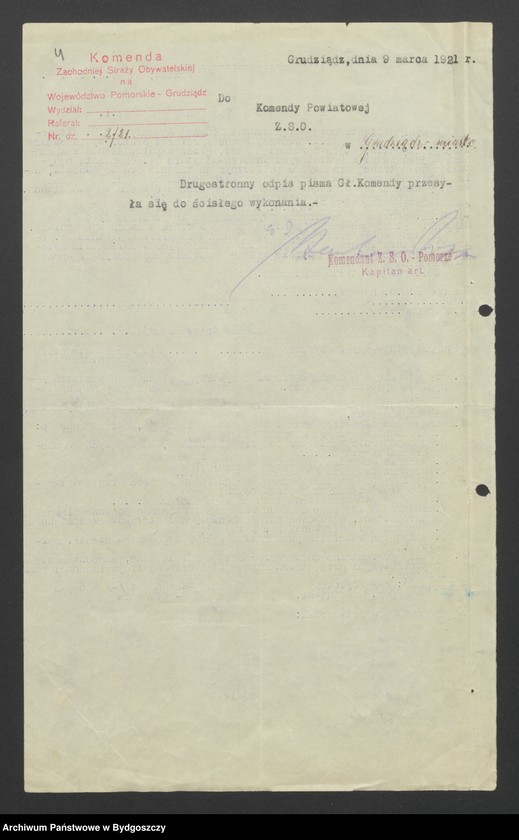 4
Komenda
Zachodniej Straży Obywatelskiej
na
Województwo Pomorskie - Grudziądz
Wydział:
Referat:
Nr. dz. 2/21.
Grudziądz,dnia 9 marca 1921 r.
Do
Komendy Powiatowej
Z.S.O.
w Grudziądz-miasto
Drugostronny odpis pisma Gł.Komendy przesy-
ła się do ścisłego wykonania.-
Komendant Z. S. O. - Pomorze
Kapitan art.
Archiwum Państwowe w Bydgoszczy